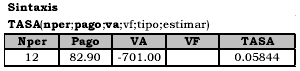 Sintaxis
TASA(nper;pago;va;vf;tipo;estimar)
Nper Pago VA VF TASA
12 82.90 -701.00 0.05844